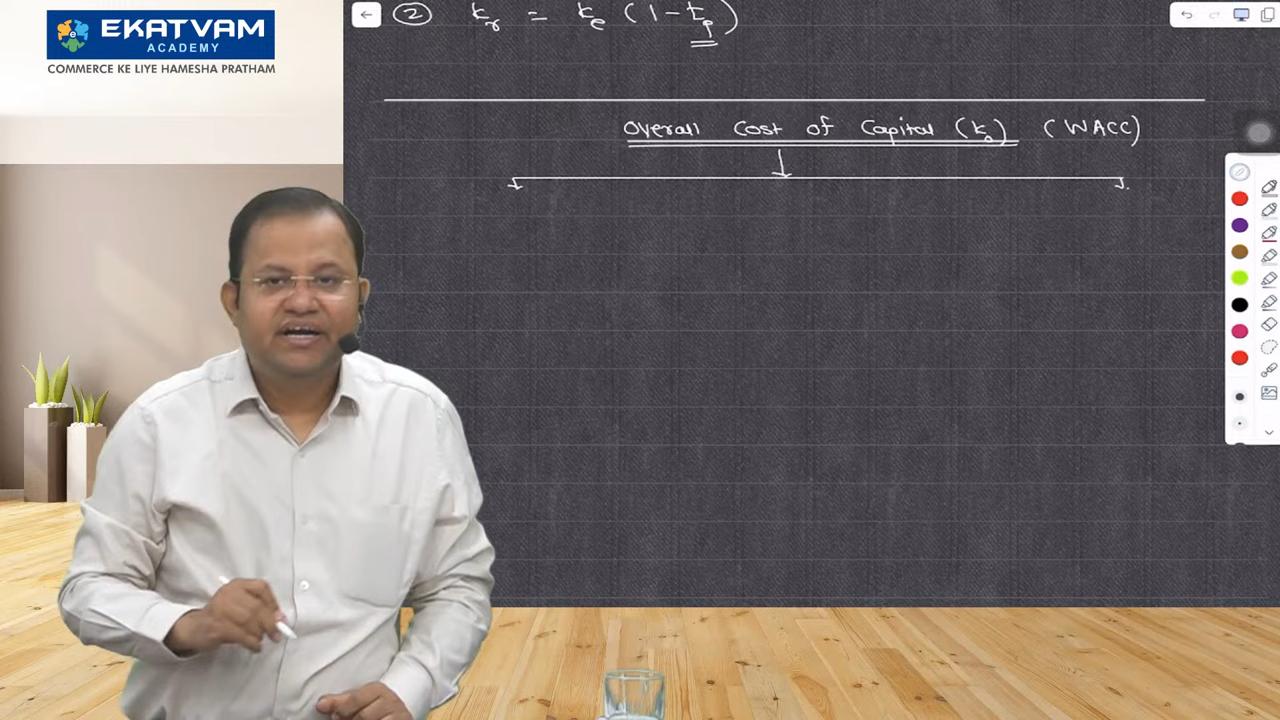 EKATVAM
ACADEMY
COMMERCE KE LIYE HAMESHA PRATHAM
② kr = ke (1-tp)
Overall Cost of Capital (ko) (WACC)